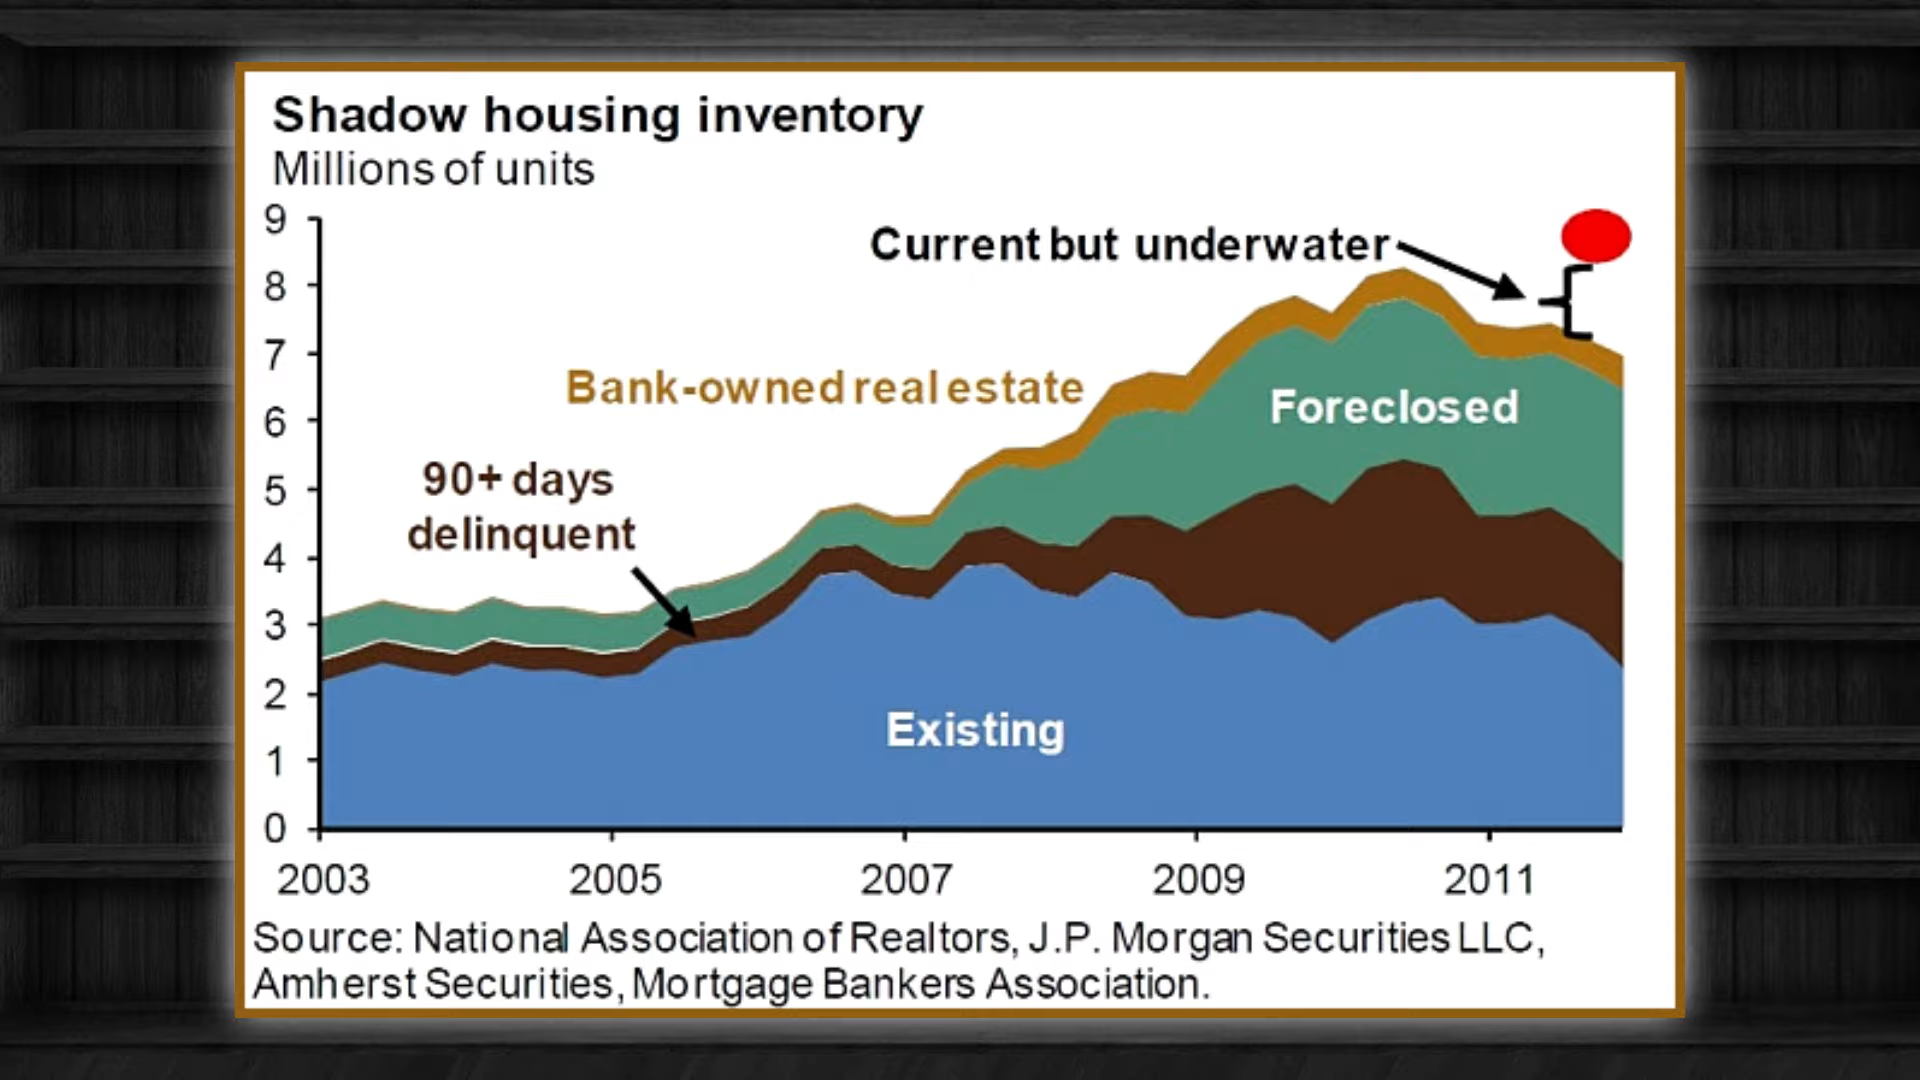 Shadow housing inventory
Millions of units
9
8
7
6
5
4
3
2
1
0
Current but underwater
Bank-owned real estate
Foreclosed
90+ days
delinquent
Existing
2003 2005 2007 2009 2011
Source: National Association of Realtors, J.P. Morgan Securities LLC,
Amherst Securities, Mortgage Bankers Association.